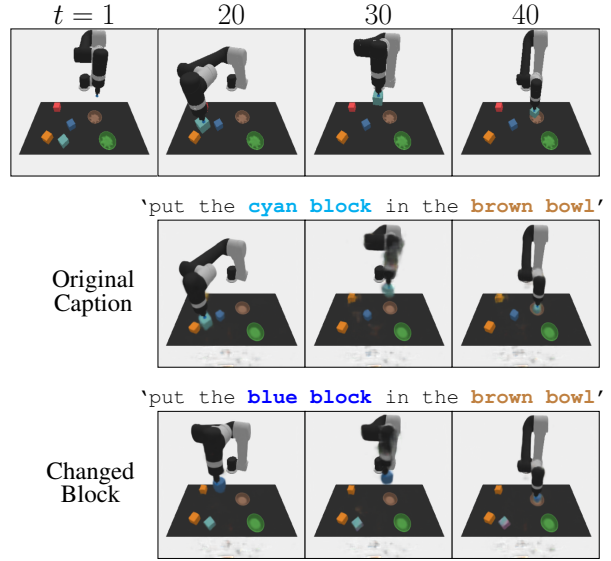 t = 1 20 30 40
‘put the cyan block in the brown bowl’
Original
Caption
‘put the blue block in the brown bowl’
Changed
Block